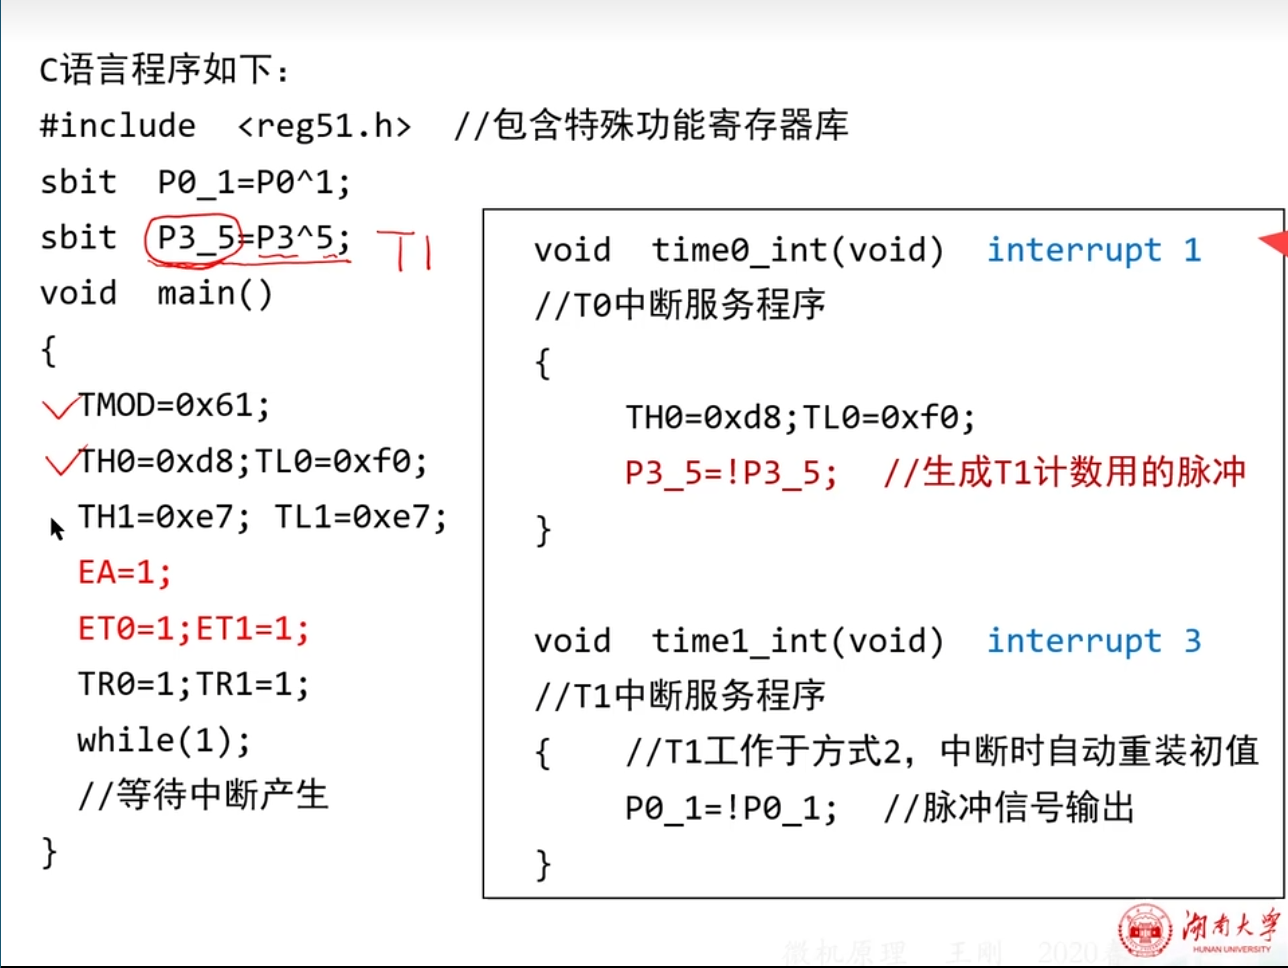 C语言程序如下：
#include <reg51.h> //包含特殊功能寄存器库
sbit P0_1=P0^1;
sbit P3_5=P3^5; T1
void main()
{
TMOD=0x61;
TH0=0xd8;TL0=0xf0;
TH1=0xe7; TL1=0xe7;
EA=1;
ET0=1;ET1=1;
TR0=1;TR1=1;
while(1);
//等待中断产生
}
void time0_int(void) interrupt 1
//T0中断服务程序
{
TH0=0xd8;TL0=0xf0;
P3_5=!P3_5; //生成T1计数用的脉冲
}
void time1_int(void) interrupt 3
//T1中断服务程序
{ //T1工作于方式2，中断时自动重装初值
P0_1=!P0_1; //脉冲信号输出
}
湖南大学
HUNAN UNIVERSITY
微机原理 王刚 2020春